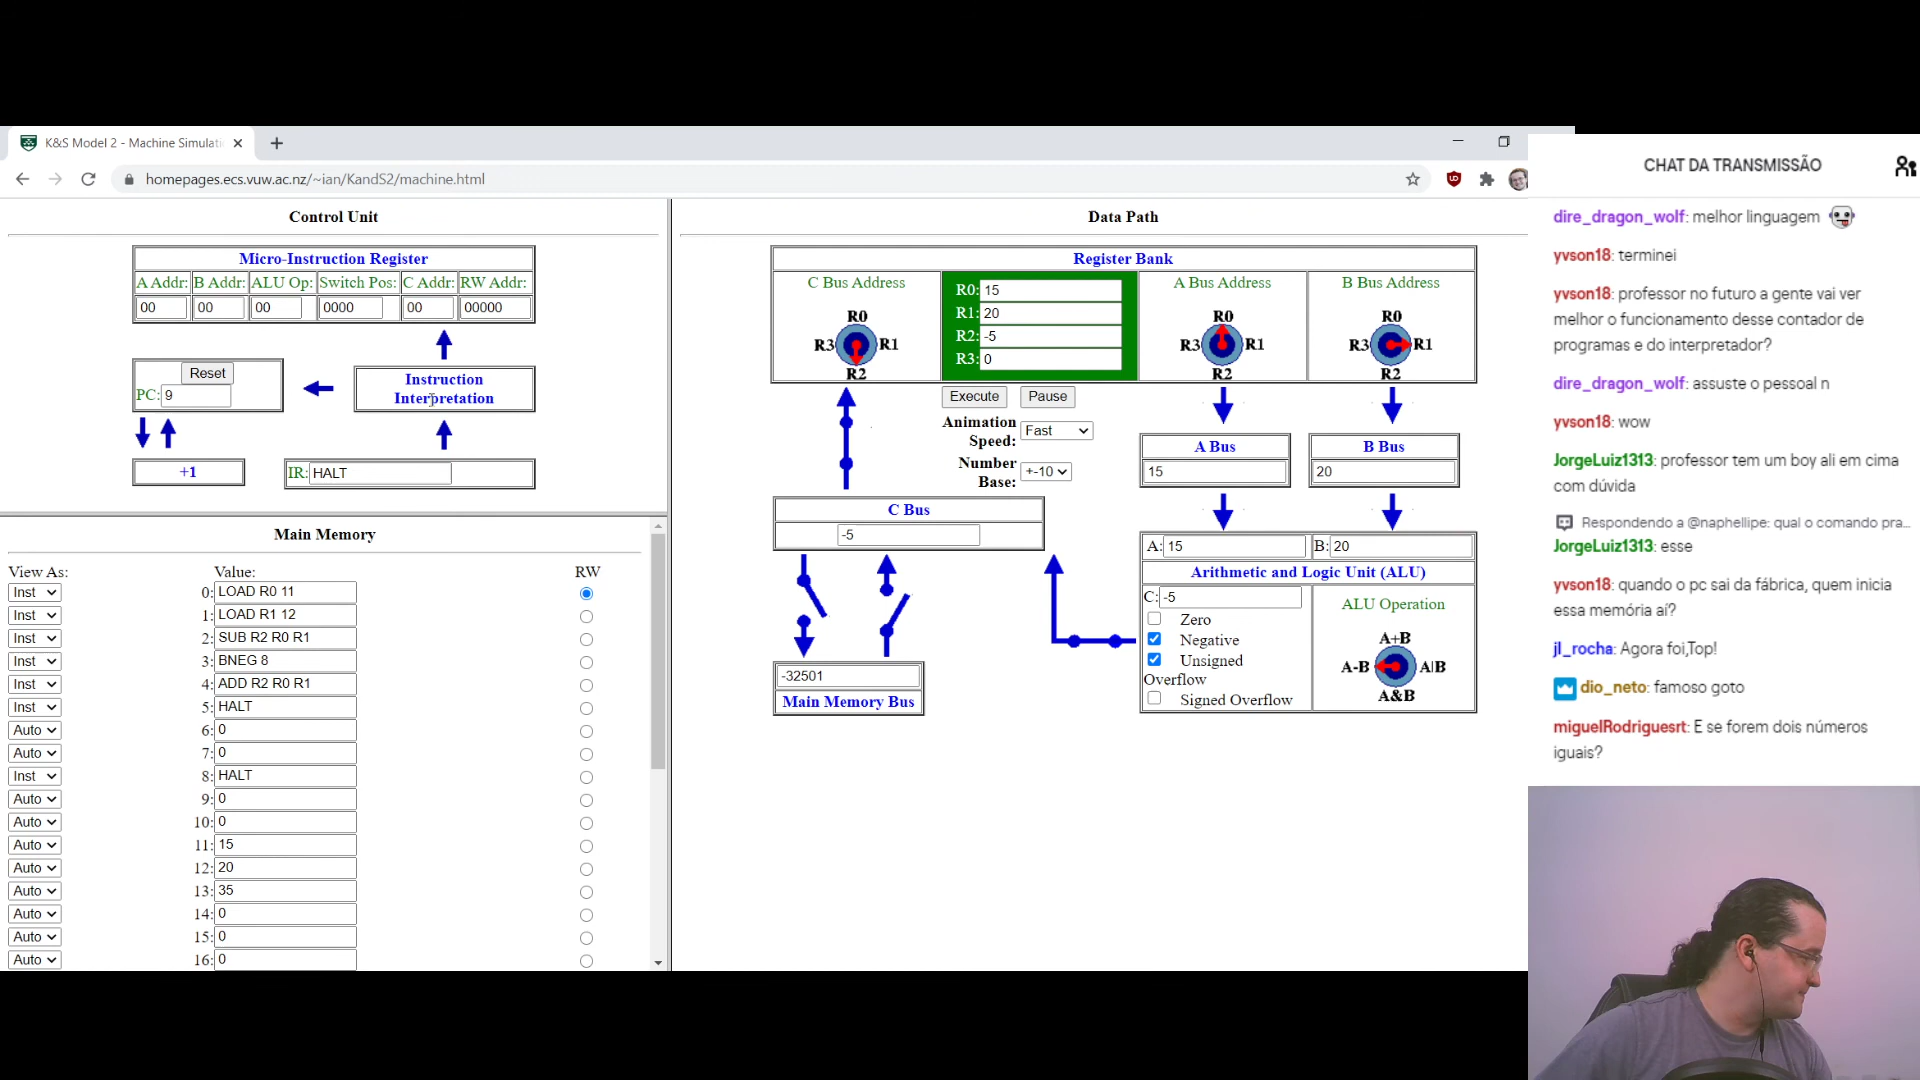 K&S Model 2 - Machine Simulati
homepages.ecs.vuw.ac.nz/~ian/KandS2/machine.html
Control Unit
Micro-Instruction Register
A Addr: B Addr: ALU Op: Switch Pos: C Addr: RW Addr:
00 00 00 0000 00 00000
Reset
PC: 9
Instruction
Interpretation
+1
IR: HALT
Main Memory
View As: Value: RW
Inst 0: LOAD R0 11
Inst 1: LOAD R1 12
Inst 2: SUB R2 R0 R1
Inst 3: BNEG 8
Inst 4: ADD R2 R0 R1
Inst 5: HALT
Auto 6: 0
Auto 7: 0
Inst 8: HALT
Auto 9: 0
Auto 10: 0
Auto 11: 15
Auto 12: 20
Auto 13: 35
Auto 14: 0
Auto 15: 0
Auto 16: 0
Data Path
Register Bank
C Bus Address
R0
R3 R1
R2
R0: 15
R1: 20
R2: -5
R3: 0
A Bus Address
R0
R3 R1
R2
B Bus Address
R0
R3 R1
R2
Execute Pause
Animation
Speed: Fast
Number
Base: +-10
A Bus
15
B Bus
20
C Bus
-5
A: 15 B: 20
Arithmetic and Logic Unit (ALU)
C: -5
Zero
Negative
Unsigned
Overflow
Signed Overflow
ALU Operation
A+B
A-B A|B
A&B
-32501
Main Memory Bus
CHAT DA TRANSMISSÃO
dire_dragon_wolf: melhor linguagem
yvson18: terminei
yvson18: professor no futuro a gente vai ver
melhor o funcionamento desse contador de
programas e do interpretador?
dire_dragon_wolf: assuste o pessoal n
yvson18: wow
JorgeLuiz1313: professor tem um boy ali em cima
com dúvida
Respondendo a @naphellipe: qual o comando pra...
JorgeLuiz1313: esse
yvson18: quando o pc sai da fábrica, quem inicia
essa memória aí?
jl_rocha: Agora foi,Top!
dio_neto: famoso goto
miguelRodriguesrt: E se forem dois números
iguais?